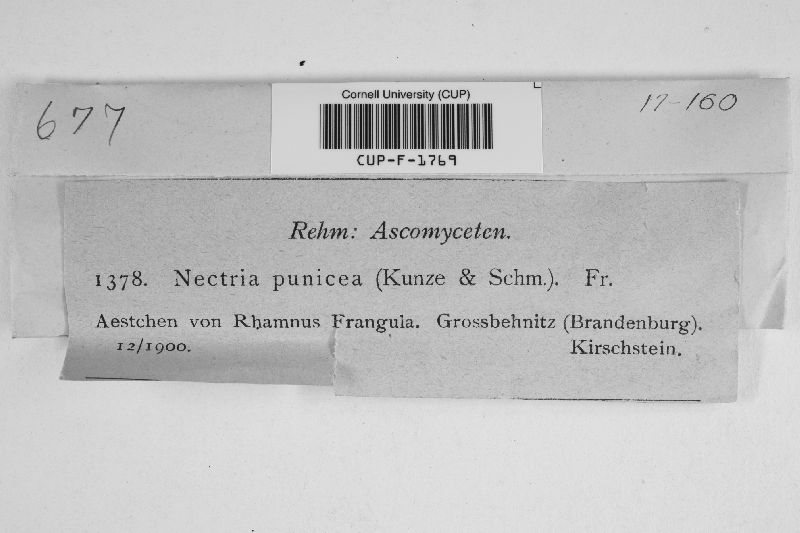 677
17-160
Cornell University (CUP)
CUP-F-1769
Rehm: Ascomyceten.
1378. Nectria punicea (Kunze & Schm.). Fr.
Aestchen von Rhamnus Frangula. Grossbehnitz (Brandenburg).
12/1900. Kirschstein.